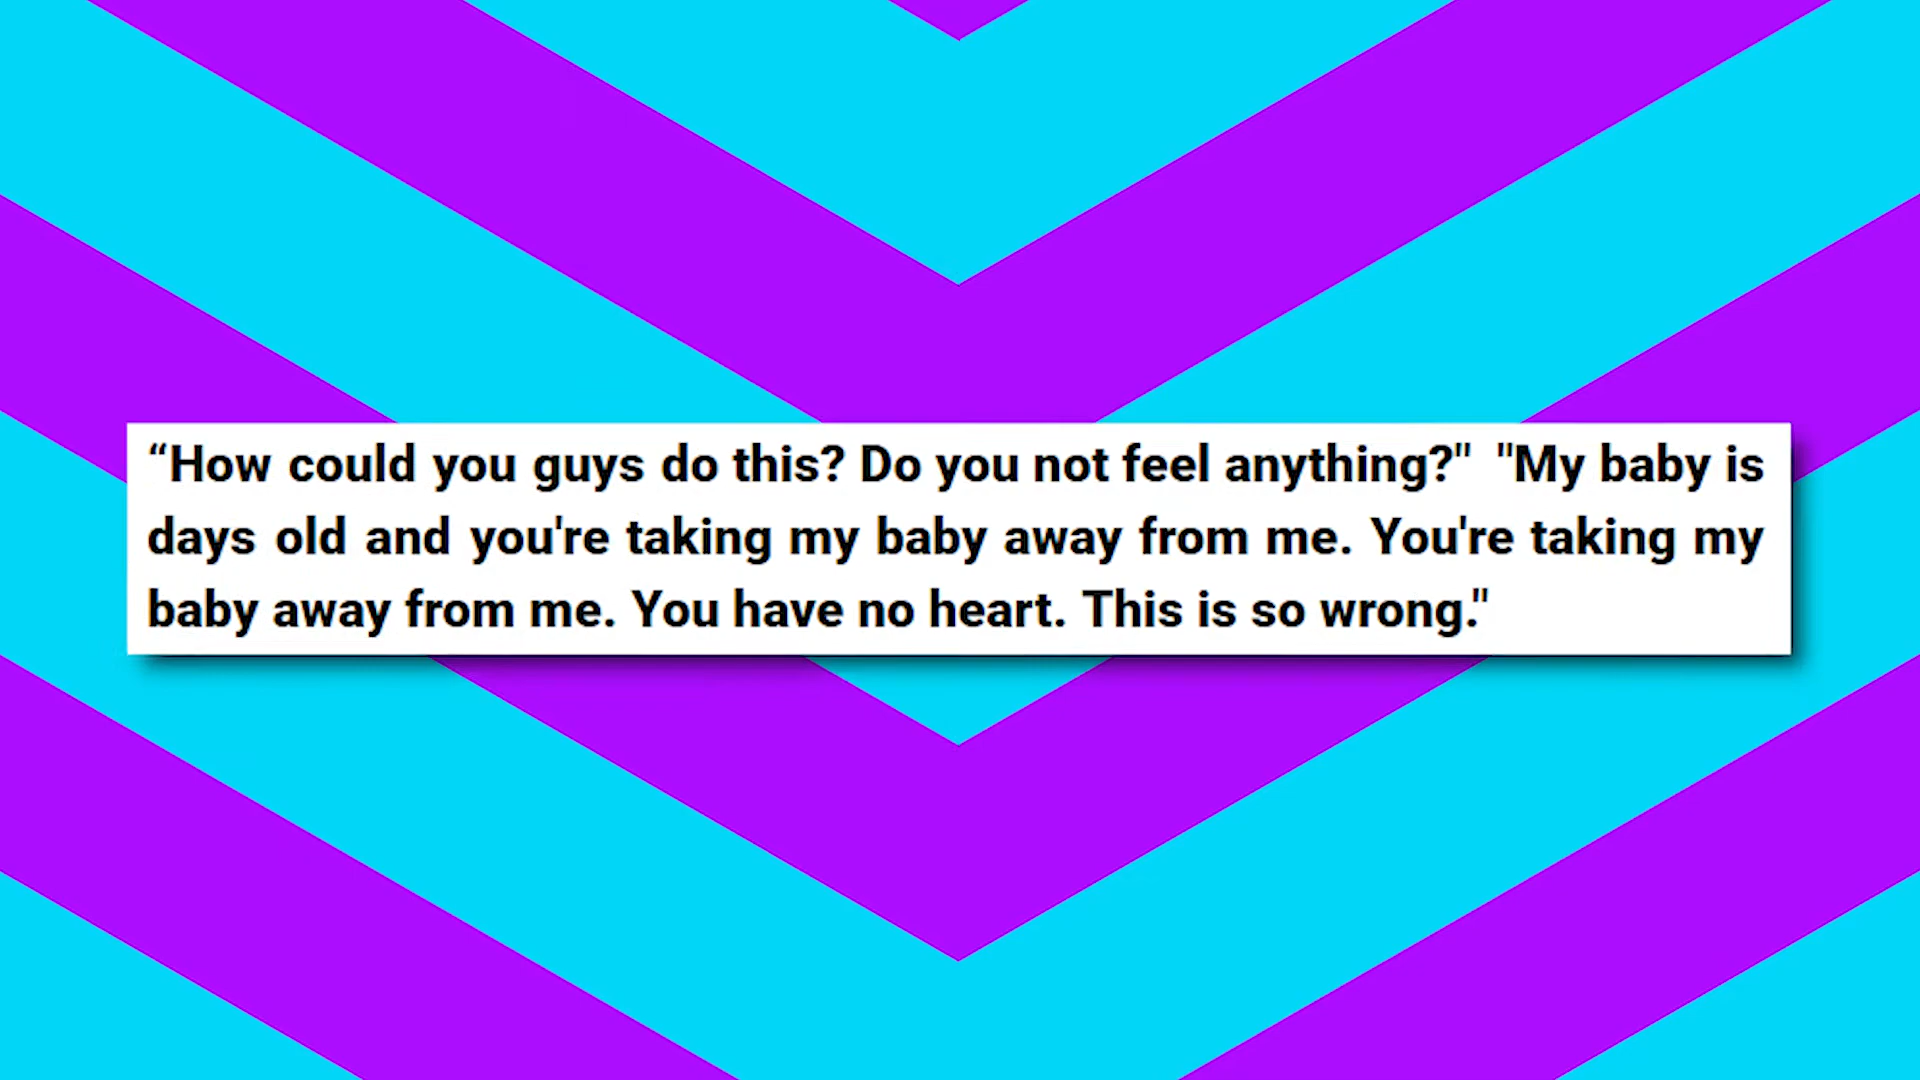 “How could you guys do this? Do you not feel anything?" "My baby is
days old and you're taking my baby away from me. You're taking my
baby away from me. You have no heart. This is so wrong."